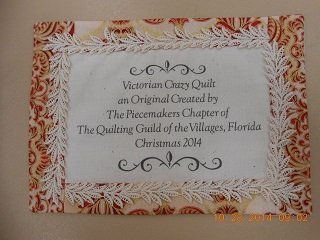 Victorian Crazy Quilt
an Original Created by
The Piecemakers Chapter of
The Quilting Guild of the Villages, Florida
Christmas 2014